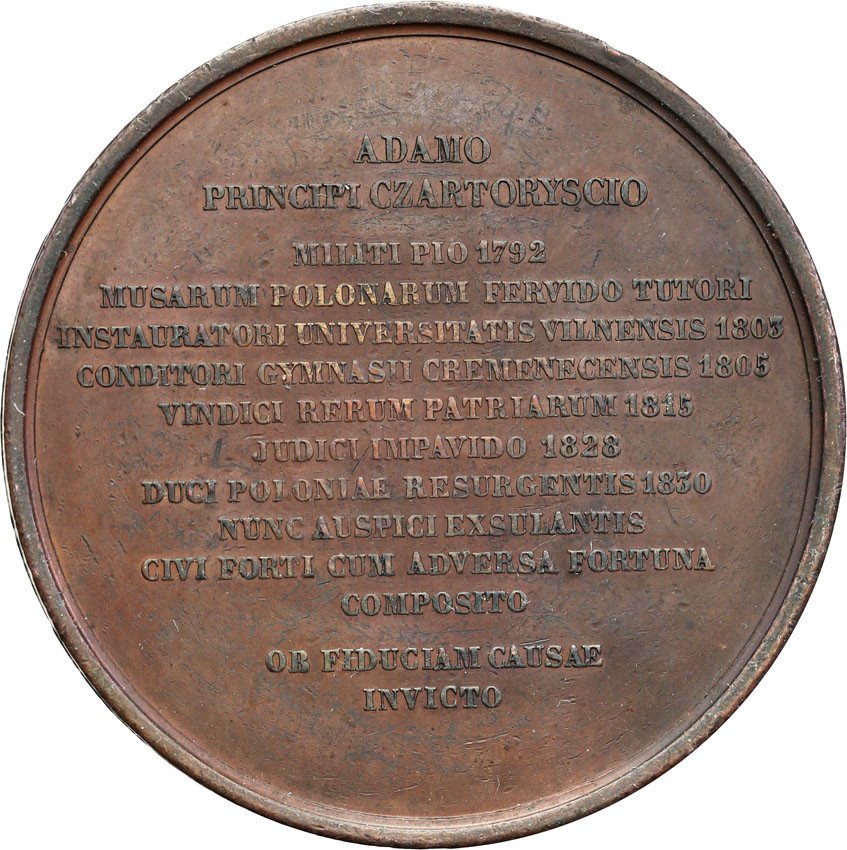 ADAMO
PRINCIPI CZARTORYSCIO
MILITI PIO 1792
MUSARUM POLONARUM FERVIDO TUTORI
INSTAURATORI UNIVERSITATIS VILNENSIS 1803
CONDITORI GYMNASII CREMENECENSIS 1805
VINDICI RERUM PATRIARUM 1815
JUDICI IMPAVIDO 1828
DUCI POLONIAE RESURGENTIS 1830
NUNC AUSPICI EXSULANTIS
CIVI FORTI CUM ADVERSA FORTUNA
COMPOSITO
OB FIDUCIAM CAUSAE
INVICTO